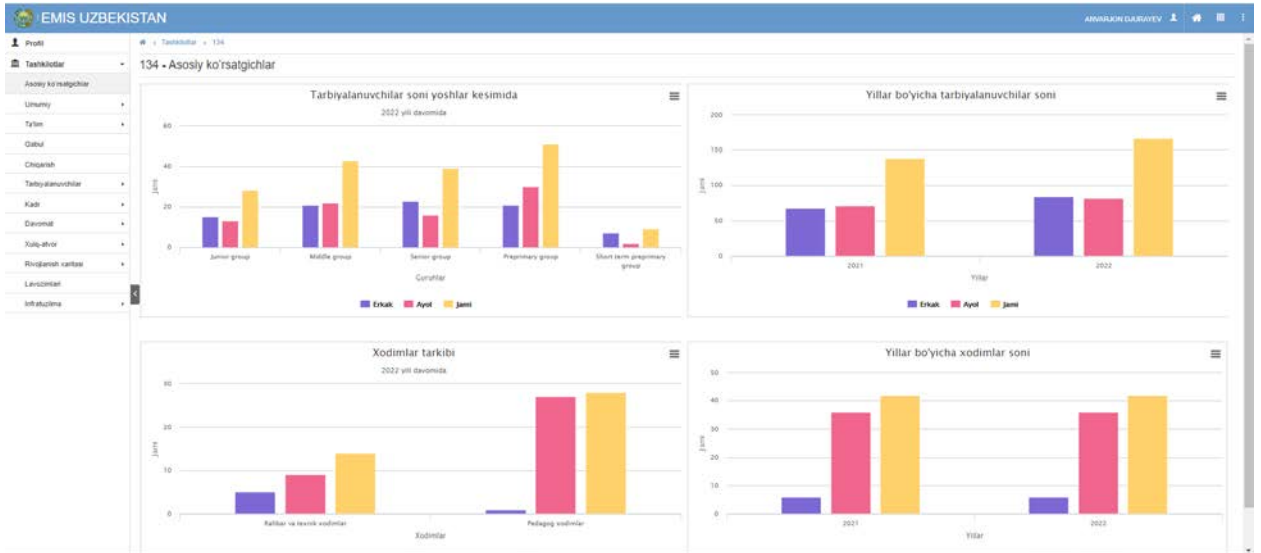 EMIS UZBEKISTAN
ANVARJON DJURAYEV
Profil
Tashkilotlar
Asosiy ko'rsatgichlar
Umumiy
Ta'lim
Qabul
Chiqarish
Tarbiyalanuvchilar
Kadr
Davomat
Xulq-atvor
Rivojlanish xaritasi
Lavozimlari
Infratuzilma
Tashkilotlar 134
134 - Asosiy ko'rsatgichlar
Tarbiyalanuvchilar soni yoshlar kesimida
2022 yili davomida
60
40
20
0
Jami
Junior group
Middle group
Senior group
Preprimary group
Short term preprimary
group
Guruhlar
Erkak Ayol Jami
Yillar bo'yicha tarbiyalanuvchilar soni
200
150
100
50
0
Jami
2021
2022
Yillar
Erkak Ayol Jami
Xodimlar tarkibi
2022 yili davomida
30
20
10
0
Jami
Rahbar va texnik xodimlar
Pedagog xodimlar
Xodimlar
Yillar bo'yicha xodimlar soni
50
40
30
20
10
0
Jami
2021
2022
Yillar